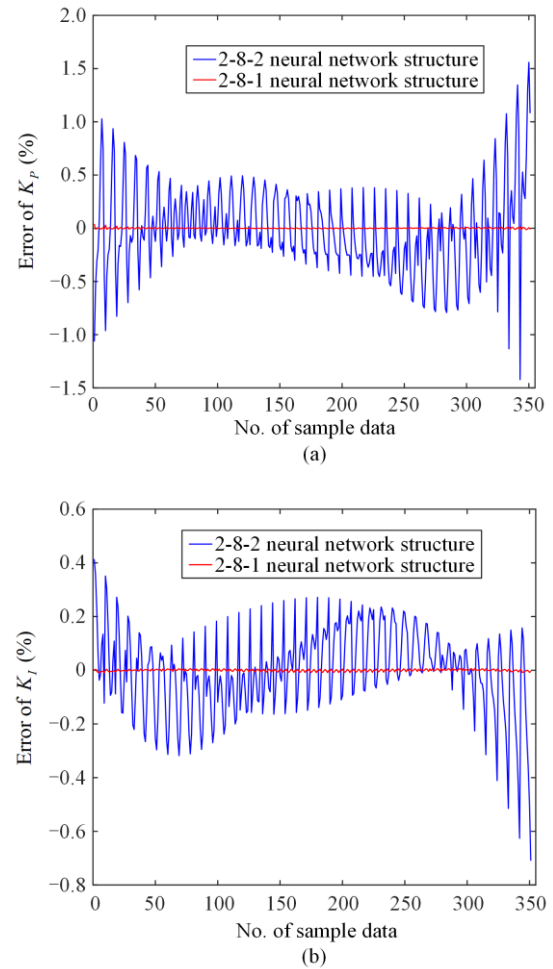 2.0
2-8-2 neural network structure
2-8-1 neural network structure
1.5
1.0
0.5
0
−0.5
−1.0
−1.5
Error of K_P (%)
0 50 100 150 200 250 300 350
No. of sample data
(a)
0.6
2-8-2 neural network structure
2-8-1 neural network structure
0.4
0.2
0
−0.2
−0.4
−0.6
−0.8
Error of K_I (%)
0 50 100 150 200 250 300 350
No. of sample data
(b)